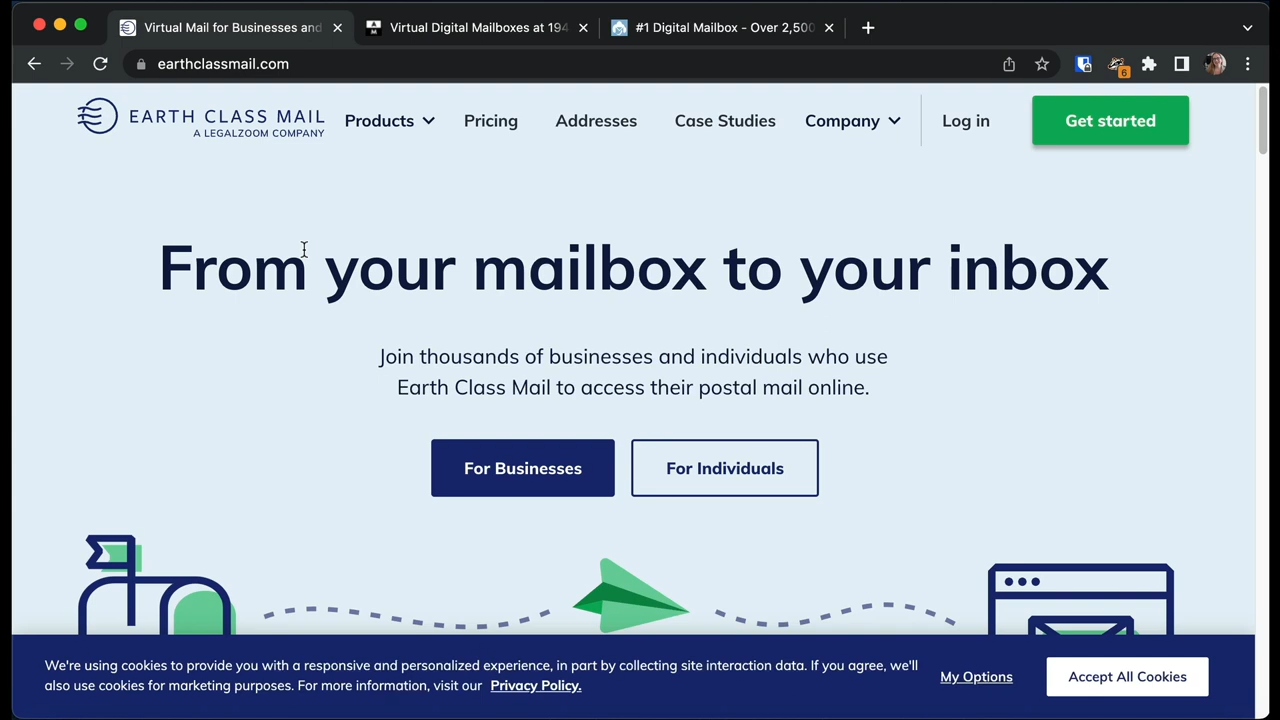 Virtual Mail for Businesses and
Virtual Digital Mailboxes at 194
#1 Digital Mailbox - Over 2,500
earthclassmail.com
6
EARTH CLASS MAIL
A LEGALZOOM COMPANY
Products
Pricing
Addresses
Case Studies
Company
Log in
Get started
From your mailbox to your inbox
Join thousands of businesses and individuals who use
Earth Class Mail to access their postal mail online.
For Businesses
For Individuals
We're using cookies to provide you with a responsive and personalized experience, in part by collecting site interaction data. If you agree, we'll
also use cookies for marketing purposes. For more information, visit our Privacy Policy.
My Options
Accept All Cookies